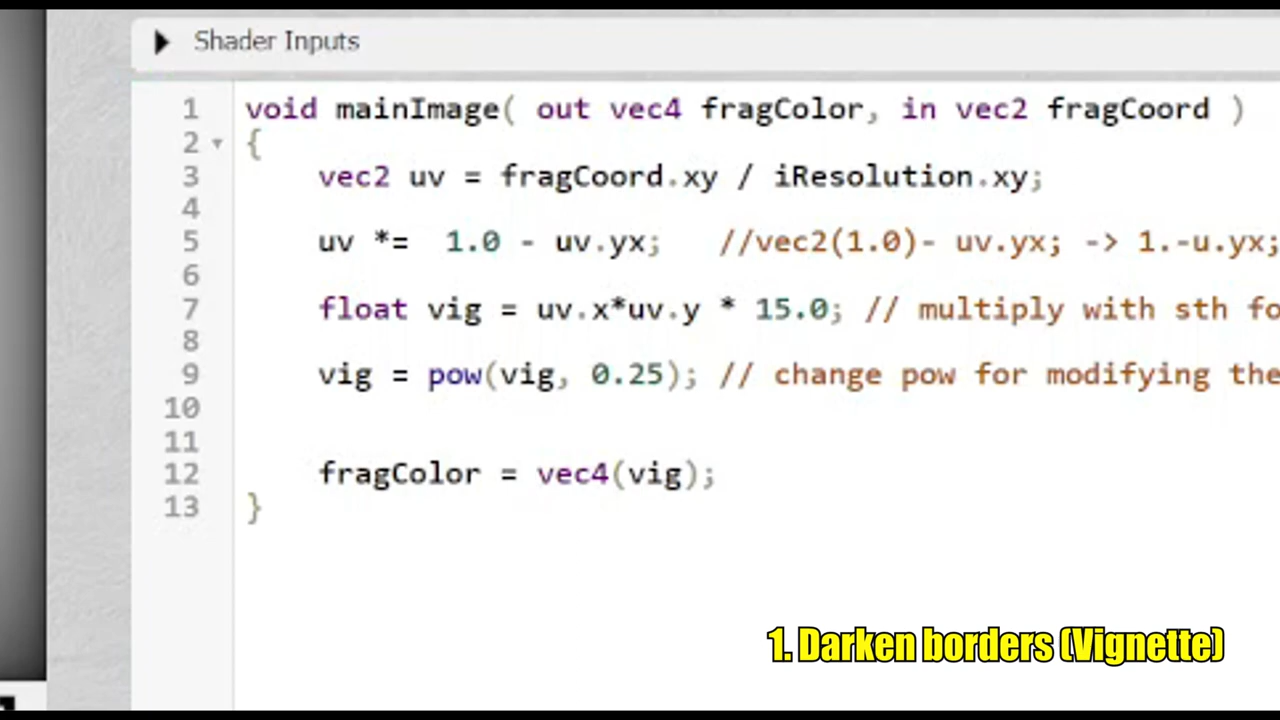 Shader Inputs
1 void mainImage( out vec4 fragColor, in vec2 fragCoord )
2 {
3 vec2 uv = fragCoord.xy / iResolution.xy;
4
5 uv *= 1.0 - uv.yx; //vec2(1.0)- uv.yx; -> 1.-u.yx;
6
7 float vig = uv.x*uv.y * 15.0; // multiply with sth fo
8
9 vig = pow(vig, 0.25); // change pow for modifying the
10
11
12 fragColor = vec4(vig);
13 }
1. Darken borders (Vignette)